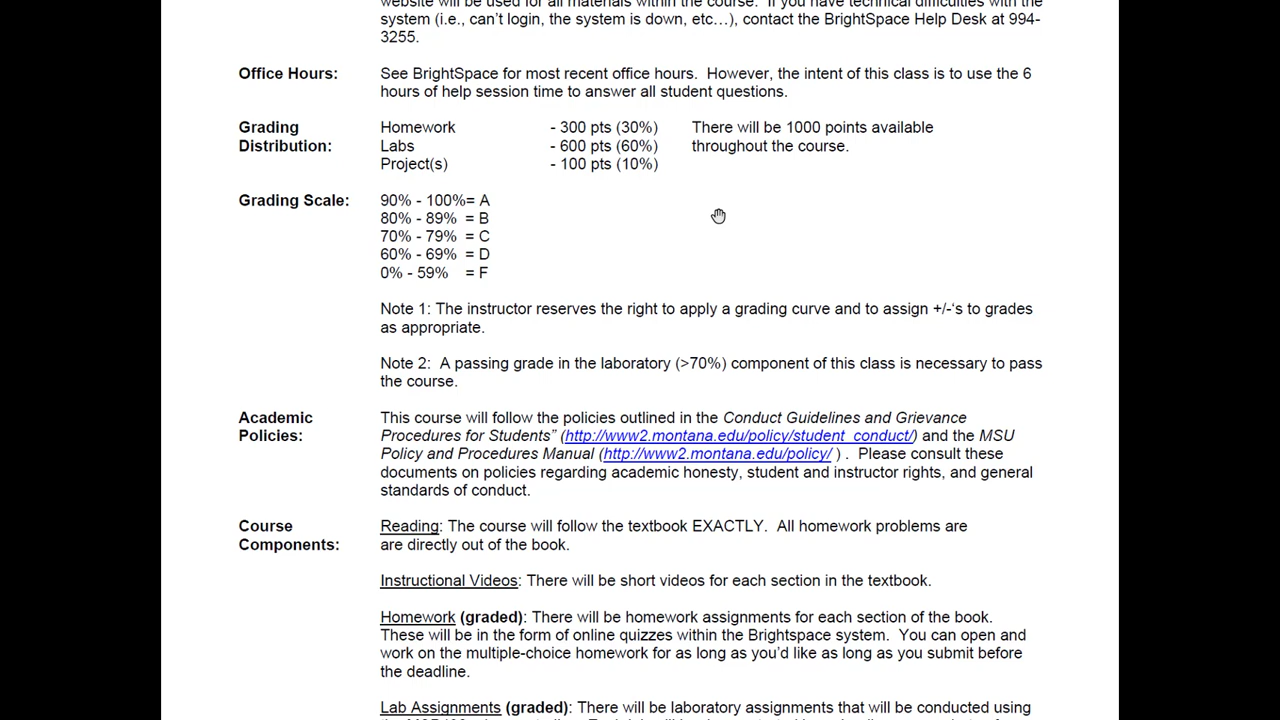 website will be used for all materials within the course. If you have technical difficulties with the
system (i.e., can't login, the system is down, etc…), contact the BrightSpace Help Desk at 994-
3255.
Office Hours: See BrightSpace for most recent office hours. However, the intent of this class is to use the 6
hours of help session time to answer all student questions.
Grading Homework - 300 pts (30%) There will be 1000 points available
Distribution: Labs - 600 pts (60%) throughout the course.
Project(s) - 100 pts (10%)
Grading Scale: 90% - 100%= A
80% - 89% = B
70% - 79% = C
60% - 69% = D
0% - 59% = F
Note 1: The instructor reserves the right to apply a grading curve and to assign +/-'s to grades
as appropriate.
Note 2: A passing grade in the laboratory (>70%) component of this class is necessary to pass
the course.
Academic This course will follow the policies outlined in the Conduct Guidelines and Grievance
Policies: Procedures for Students” (http://www2.montana.edu/policy/student_conduct/) and the MSU
Policy and Procedures Manual (http://www2.montana.edu/policy/ ) . Please consult these
documents on policies regarding academic honesty, student and instructor rights, and general
standards of conduct.
Course Reading: The course will follow the textbook EXACTLY. All homework problems are
Components: are directly out of the book.
Instructional Videos: There will be short videos for each section in the textbook.
Homework (graded): There will be homework assignments for each section of the book.
These will be in the form of online quizzes within the Brightspace system. You can open and
work on the multiple-choice homework for as long as you'd like as long as you submit before
the deadline.
Lab Assignments (graded): There will be laboratory assignments that will be conducted using